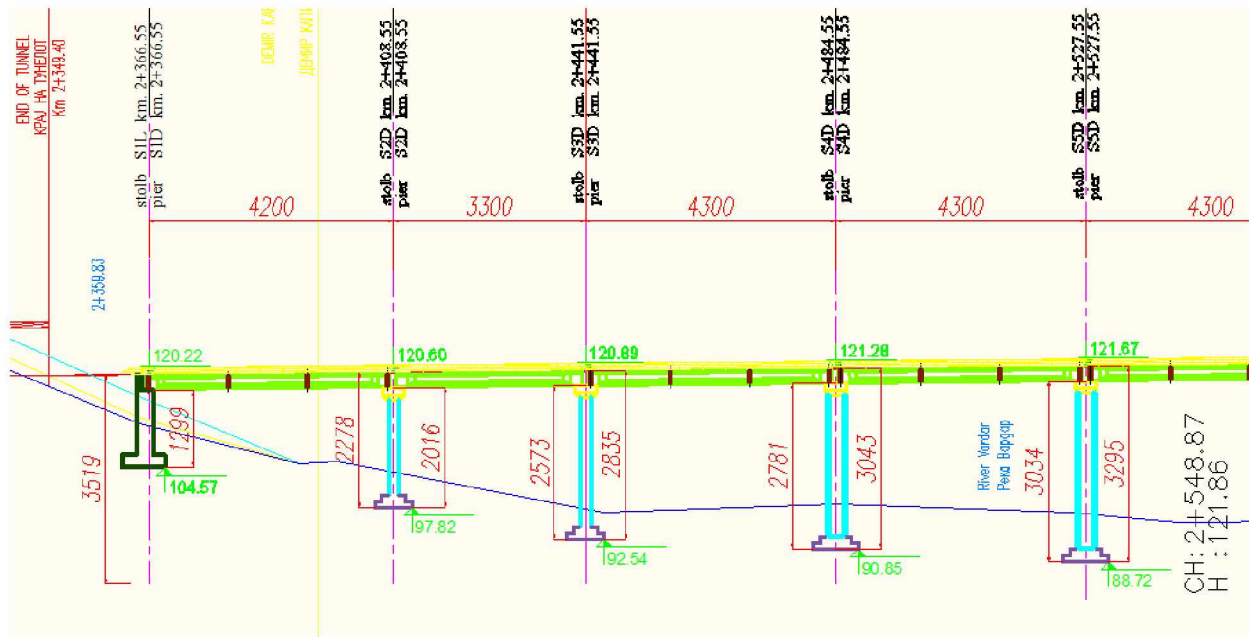 END OF TUNNEL
КРАЈ НА ТУНЕЛОТ
Km 2+349.40
stolb S1L km. 2+366.55
pier S1D km. 2+366.55
stolb S2D km. 2+408.55
pier S2D km. 2+408.55
stolb S3D km. 2+441.55
pier S3D km. 2+441.55
stolb S4D km. 2+484.55
pier S4D km. 2+484.55
stolb S5D km. 2+527.55
pier S5D km. 2+527.55
4200
3300
4300
4300
4300
2+359.83
120.22
120.60
120.89
121.28
121.67
3519
1299
2278
2016
2573
2835
2781
3043
River Vardar
3034
3295
CH: 2+548.87
H :121.86
104.57
97.82
92.54
90.85
88.72